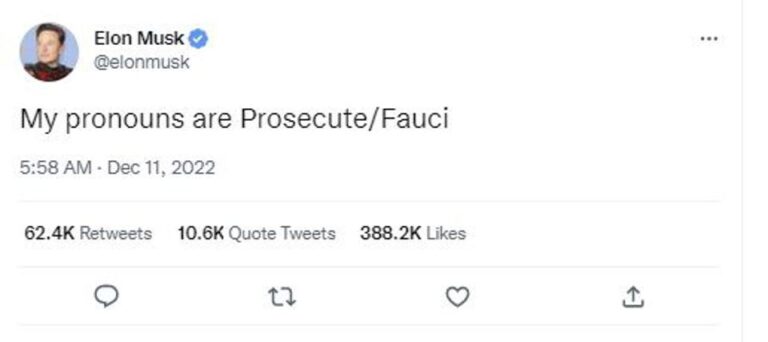 Elon Musk
@elonmusk
My pronouns are Prosecute/Fauci
5:58 AM · Dec 11, 2022
62.4K Retweets 10.6K Quote Tweets 388.2K Likes